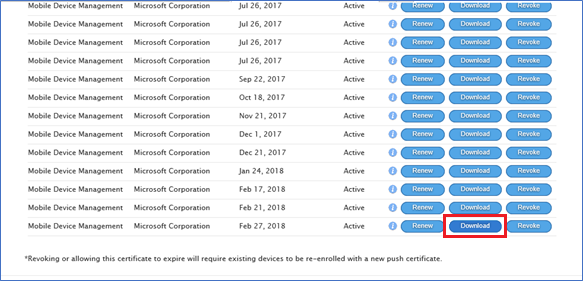 Mobile Device Management Microsoft Corporation Jul 26, 2017 Active i Renew Download Revoke
Mobile Device Management Microsoft Corporation Jul 26, 2017 Active i Renew Download Revoke
Mobile Device Management Microsoft Corporation Jul 26, 2017 Active i Renew Download Revoke
Mobile Device Management Microsoft Corporation Jul 26, 2017 Active i Renew Download Revoke
Mobile Device Management Microsoft Corporation Sep 22, 2017 Active i Renew Download Revoke
Mobile Device Management Microsoft Corporation Oct 18, 2017 Active i Renew Download Revoke
Mobile Device Management Microsoft Corporation Nov 21, 2017 Active i Renew Download Revoke
Mobile Device Management Microsoft Corporation Dec 1, 2017 Active i Renew Download Revoke
Mobile Device Management Microsoft Corporation Dec 21, 2017 Active i Renew Download Revoke
Mobile Device Management Microsoft Corporation Jan 24, 2018 Active i Renew Download Revoke
Mobile Device Management Microsoft Corporation Feb 17, 2018 Active i Renew Download Revoke
Mobile Device Management Microsoft Corporation Feb 21, 2018 Active i Renew Download Revoke
Mobile Device Management Microsoft Corporation Feb 27, 2018 Active i Renew Download Revoke
*Revoking or allowing this certificate to expire will require existing devices to be re-enrolled with a new push certificate.